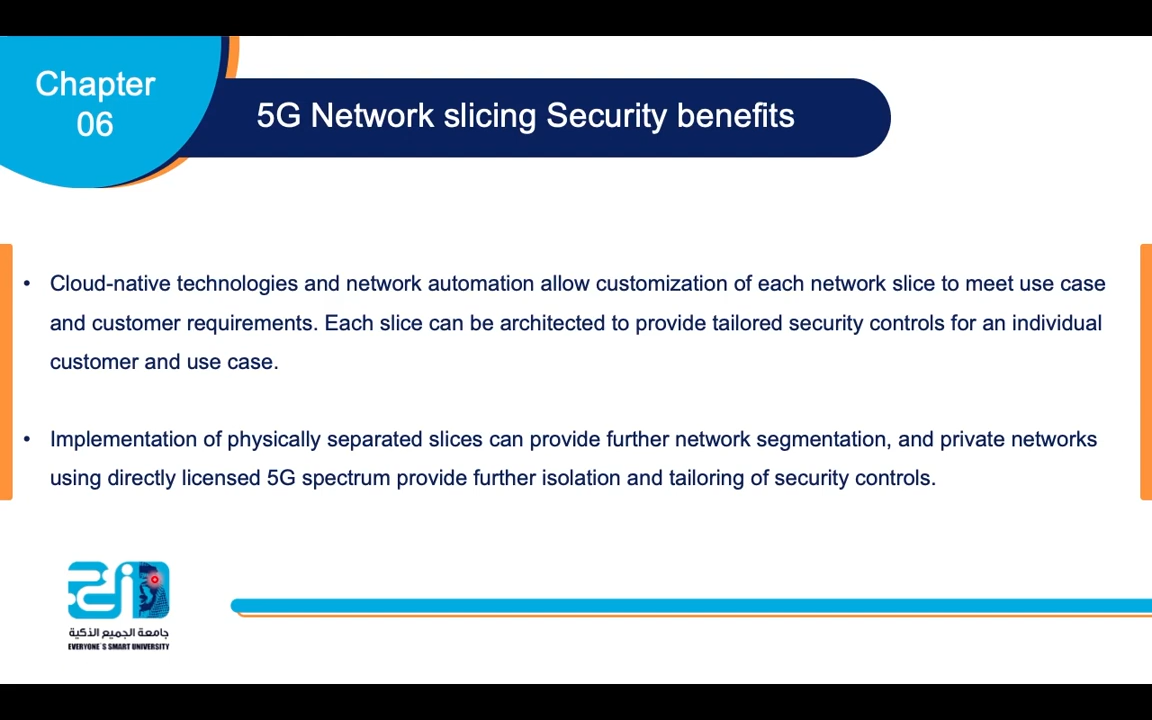 Chapter
06
5G Network slicing Security benefits
• Cloud-native technologies and network automation allow customization of each network slice to meet use case
and customer requirements. Each slice can be architected to provide tailored security controls for an individual
customer and use case.
• Implementation of physically separated slices can provide further network segmentation, and private networks
using directly licensed 5G spectrum provide further isolation and tailoring of security controls.
جامعة الجميع الذكية
EVERYONE`S SMART UNIVERSITY